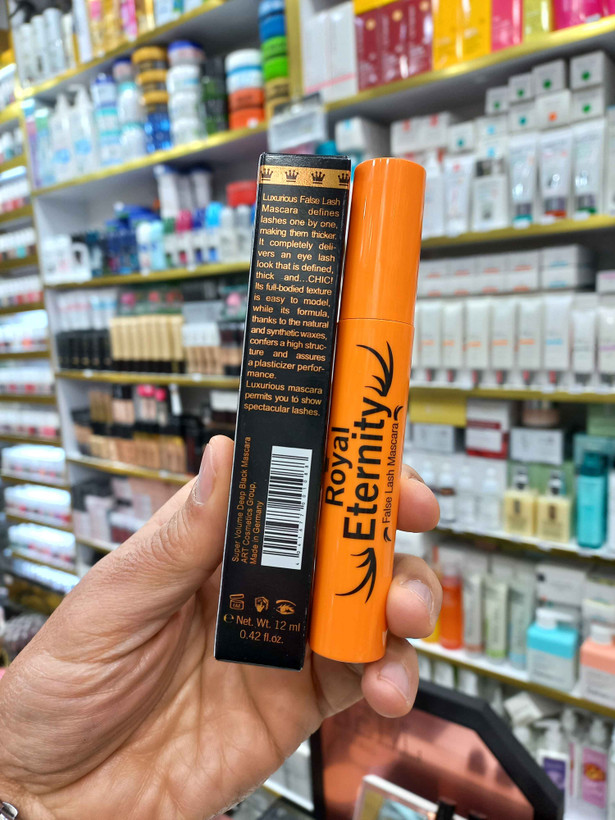 Luxurious False Lash
Mascara defines
lashes one by one,
making them thicker.
It completely deli-
vers an eye lash
look that is defined,
thick and...CHIC!
Its full-bodied texture
is easy to model,
while its formula,
thanks to the natural
and synthetic waxes,
confers a high struc-
ture and assures
a plasticizer perfor-
mance.
Luxurious mascara
permits you to show
spectacular lashes.
Super Volume Deep Black Mascara
ART Cosmetics Group,
Made in Germany
e Net. Wt. 12 ml
0.42 fl.oz.
Royal
Eternity
False Lash Mascara